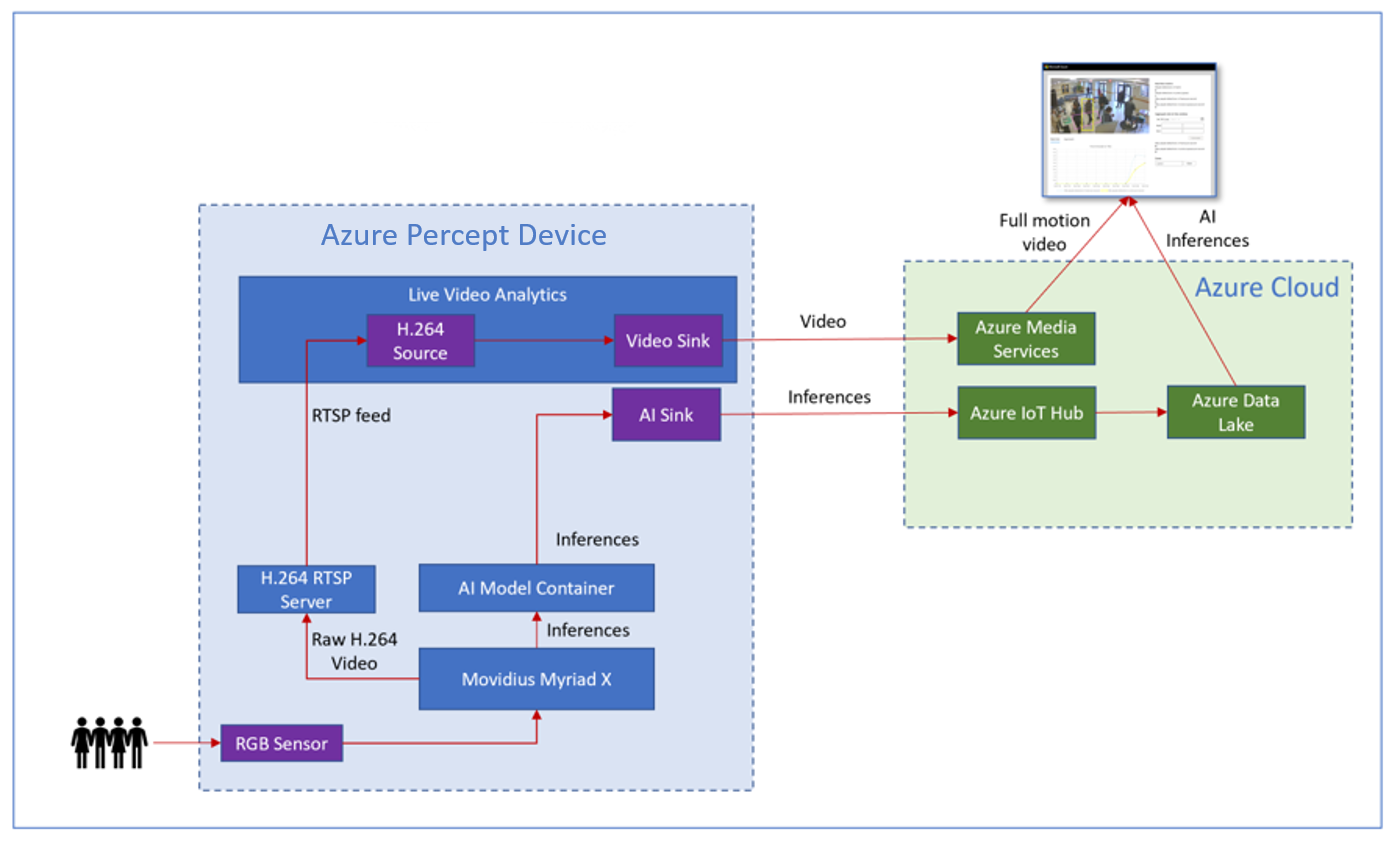 Full motion
video
AI
Inferences
Azure Percept Device
Azure Cloud
Live Video Analytics
H.264
Source
Video Sink
Video
Azure Media
Services
RTSP feed
AI Sink
Inferences
Azure IoT Hub
Azure Data
Lake
Inferences
H.264 RTSP
Server
AI Model Container
Raw H.264
Video
Inferences
Movidius Myriad X
RGB Sensor